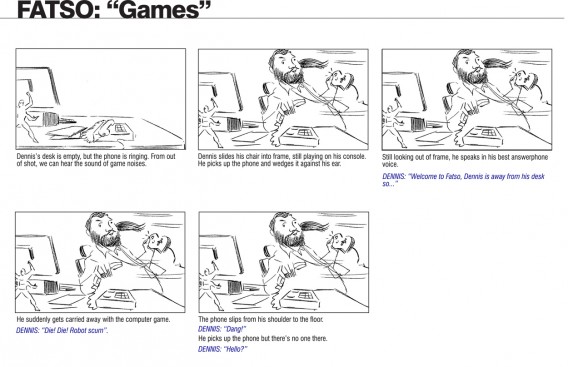 FATSO: “Games”
Dennis's desk is empty, but the phone is ringing. From out
of shot, we can hear the sound of game noises.
Dennis slides his chair into frame, still playing on his console.
He picks up the phone and wedges it against his ear.
Still looking out of frame, he speaks in his best answerphone
voice.
DENNIS: “Welcome to Fatso, Dennis is away from his desk
so...”
He suddenly gets carried away with the computer game.
DENNIS: “Die! Die! Robot scum”.
The phone slips from his shoulder to the floor.
DENNIS: “Dang!”
He picks up the phone but there's no one there.
DENNIS: “Hello?”